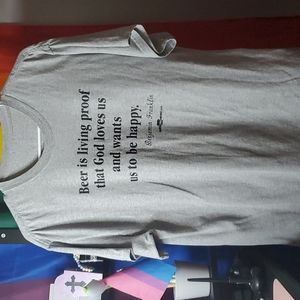 Beer is living proof
that God loves us
and wants
us to be happy.
Benjamin Franklin